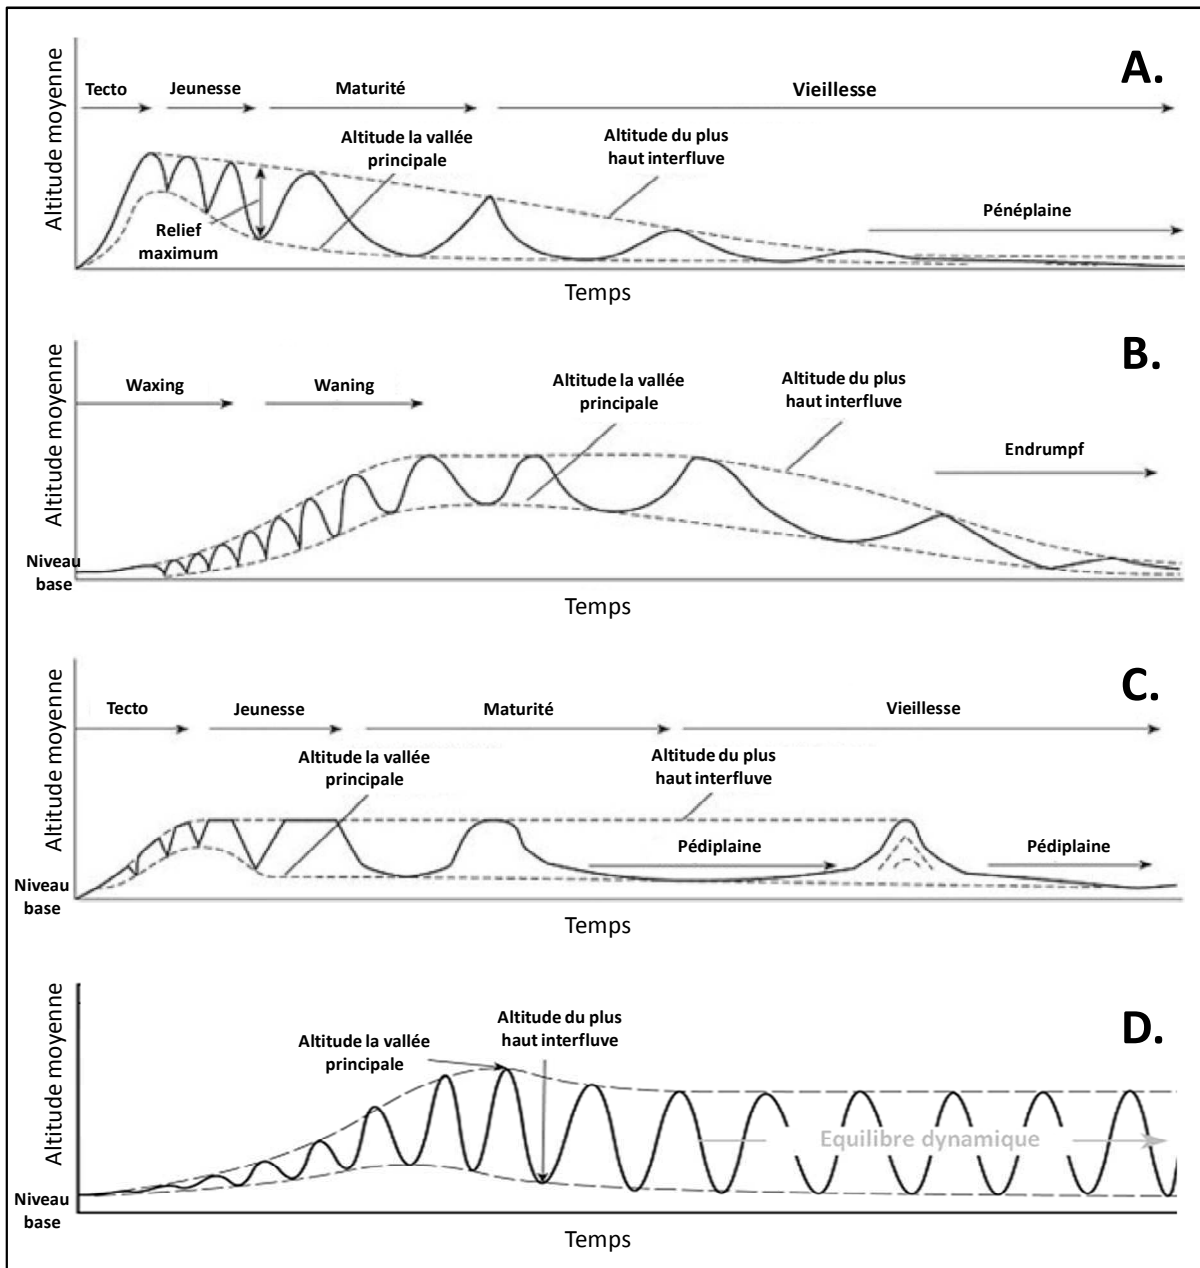 A.
Altitude moyenne
Tecto
Jeunesse
Maturité
Vieillesse
Altitude la vallée
principale
Altitude du plus
haut interfluve
Relief
maximum
Pénéplaine
Temps
B.
Altitude moyenne
Waxing
Waning
Altitude la vallée
principale
Altitude du plus
haut interfluve
Endrumpf
Niveau
base
Temps
C.
Altitude moyenne
Tecto
Jeunesse
Maturité
Vieillesse
Altitude la vallée
principale
Altitude du plus
haut interfluve
Pédiplaine
Pédiplaine
Niveau
base
Temps
D.
Altitude moyenne
Altitude la vallée
principale
Altitude du plus
haut interfluve
Equilibre dynamique
Niveau
base
Temps